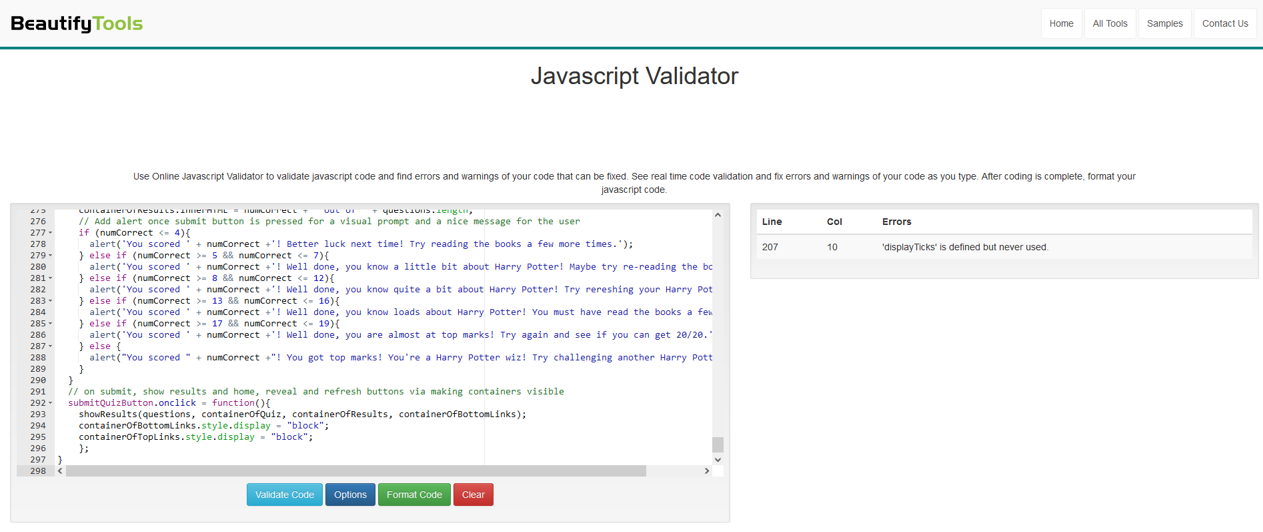 BeautifyTools
Home
All Tools
Samples
Contact Us
Javascript Validator
Use Online Javascript Validator to validate javascript code and find errors and warnings of your code that can be fixed. See real time code validation and fix errors and warnings of your code as you type. After coding is complete, format your
javascript code.
275 containerOfResults.innerHTML = numCorrect + " out of " + questions.length;
276 // Add alert once submit button is pressed for a visual prompt and a nice message for the user
277 if (numCorrect <= 4){
278 alert('You scored ' + numCorrect +'! Better luck next time! Try reading the books a few more times.');
279 } else if (numCorrect >= 5 && numCorrect <= 7){
280 alert('You scored ' + numCorrect +'! Well done, you know a little bit about Harry Potter! Maybe try re-reading the bo
281 } else if (numCorrect >= 8 && numCorrect <= 12){
282 alert('You scored ' + numCorrect +'! Well done, you know quite a bit about Harry Potter! Try rereshing your Harry Pot
283 } else if (numCorrect >= 13 && numCorrect <= 16){
284 alert('You scored ' + numCorrect +'! Well done, you know loads about Harry Potter! You must have read the books a few
285 } else if (numCorrect >= 17 && numCorrect <= 19){
286 alert('You scored ' + numCorrect +'! Well done, you are almost at top marks! Try again and see if you can get 20/20.'
287 } else {
288 alert("You scored " + numCorrect +"! You got top marks! You're a Harry Potter wiz! Try challenging another Harry Pott
289 }
290 }
291 // on submit, show results and home, reveal and refresh buttons via making containers visible
292 submitQuizButton.onclick = function(){
293 showResults(questions, containerOfQuiz, containerOfResults, containerOfBottomLinks);
294 containerOfBottomLinks.style.display = "block";
295 containerOfTopLinks.style.display = "block";
296 };
297 }
298
Validate Code
Options
Format Code
Clear
Line Col Errors
207 10 'displayTicks' is defined but never used.